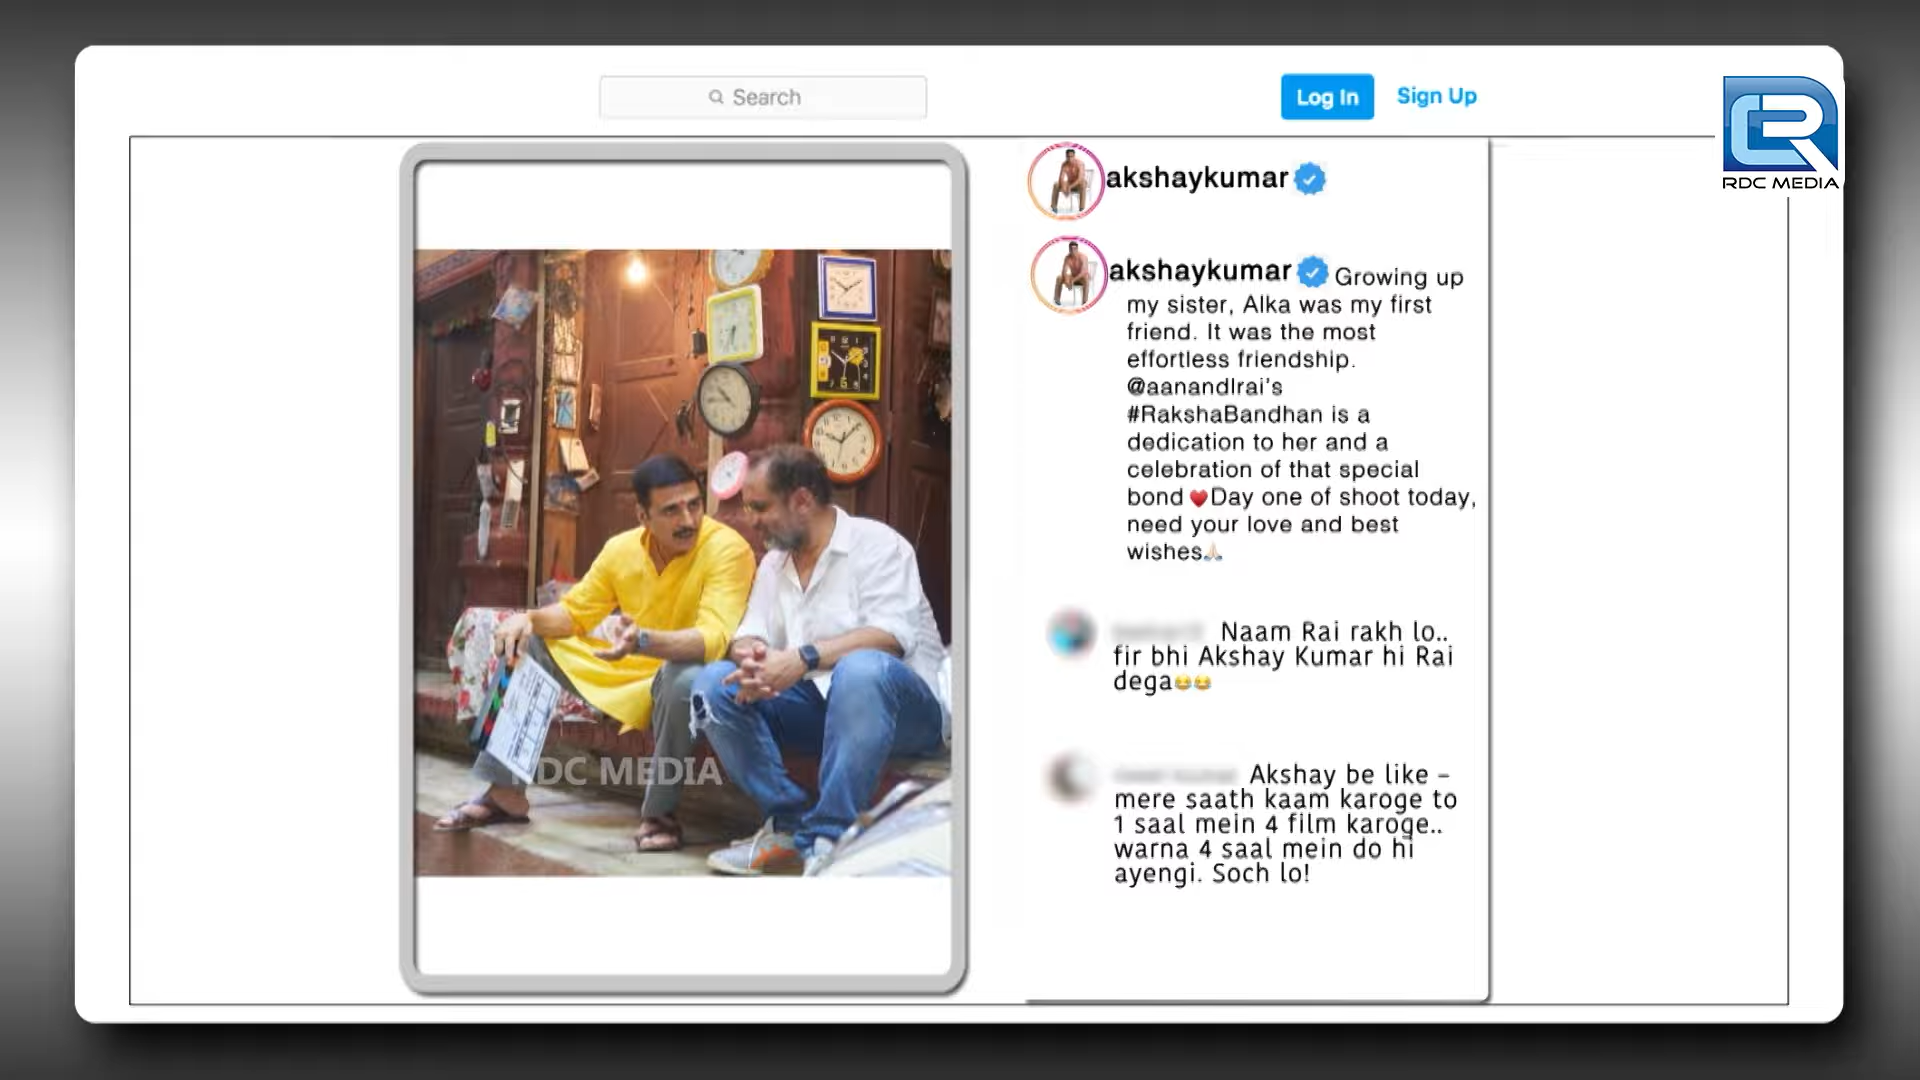 Search
Log In
Sign Up
RDC MEDIA
akshaykumar
akshaykumar Growing up
my sister, Alka was my first
friend. It was the most
effortless friendship.
@aanandlrai's
#RakshaBandhan is a
dedication to her and a
celebration of that special
bond ❤️Day one of shoot today,
need your love and best
wishes🙏🏻
Naam Rai rakh lo..
fir bhi Akshay Kumar hi Rai
dega😂😂
Akshay be like –
mere saath kaam karoge to
1 saal mein 4 film karoge..
warna 4 saal mein do hi
ayengi. Soch lo!
RDC MEDIA